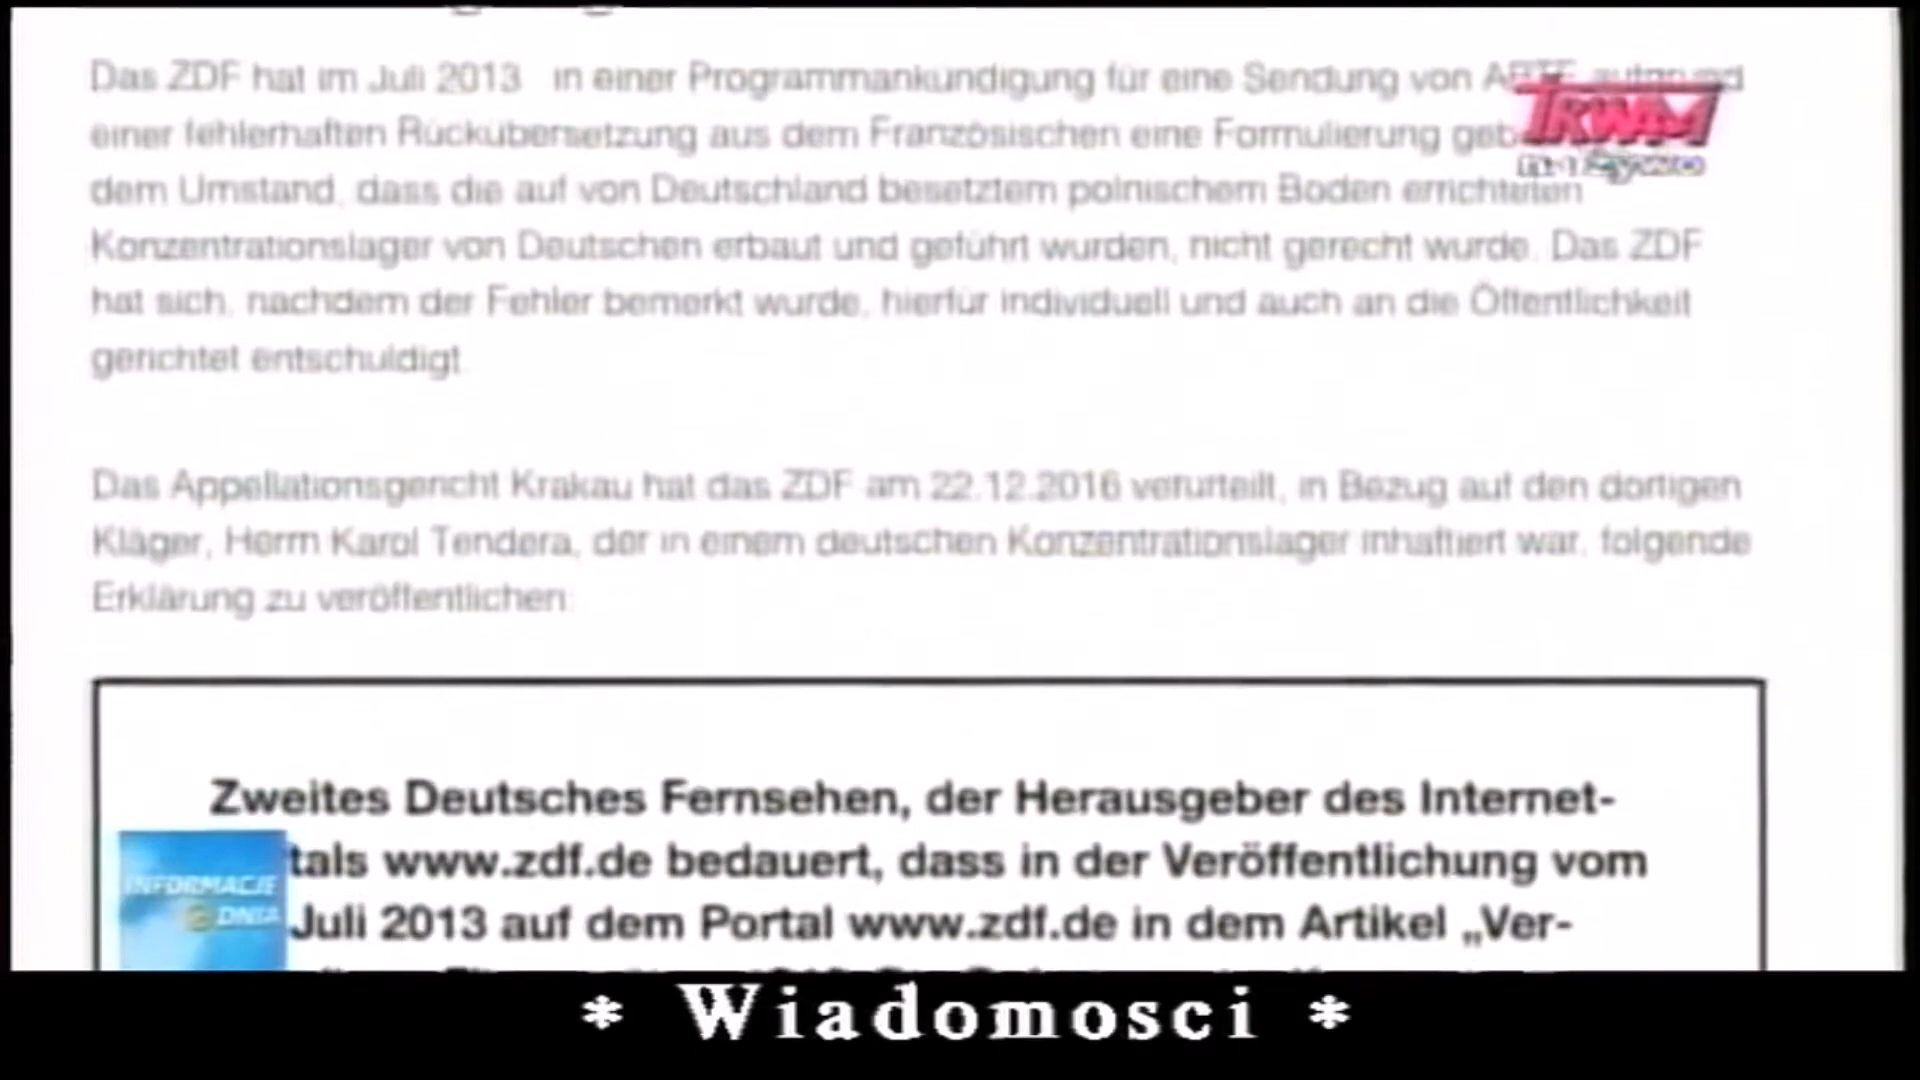 Das ZDF hat im Juli 2013 in einer Programmankündigung für eine Sendung von ARTE aufgrund
einer fehlerhaften Rückübersetzung aus dem Französischen eine Formulierung
dem Umstand, dass die auf von Deutschland besetztem polnischem Boden errichteten
Konzentrationslager von Deutschen erbaut und geführt wurden, nicht gerecht wurde. Das ZDF
hat sich, nachdem der Fehler bemerkt wurde, hierfür individuell und auch an die Öffentlichkeit
gerichtet entschuldigt.
Das Appellationsgericht Krakau hat das ZDF am 22.12.2016 verurteilt, in Bezug auf den dortigen
Kläger, Herrn Karol Tendera, der in einem deutschen Konzentrationslager inhaftiert war, folgende
Erklärung zu veröffentlichen:
Zweites Deutsches Fernsehen, der Herausgeber des Internet-
tals www.zdf.de bedauert, dass in der Veröffentlichung vom
Juli 2013 auf dem Portal www.zdf.de in dem Artikel „Ver-
TRWAM
INFORMACJE
DNIA
* Wiadomosci *